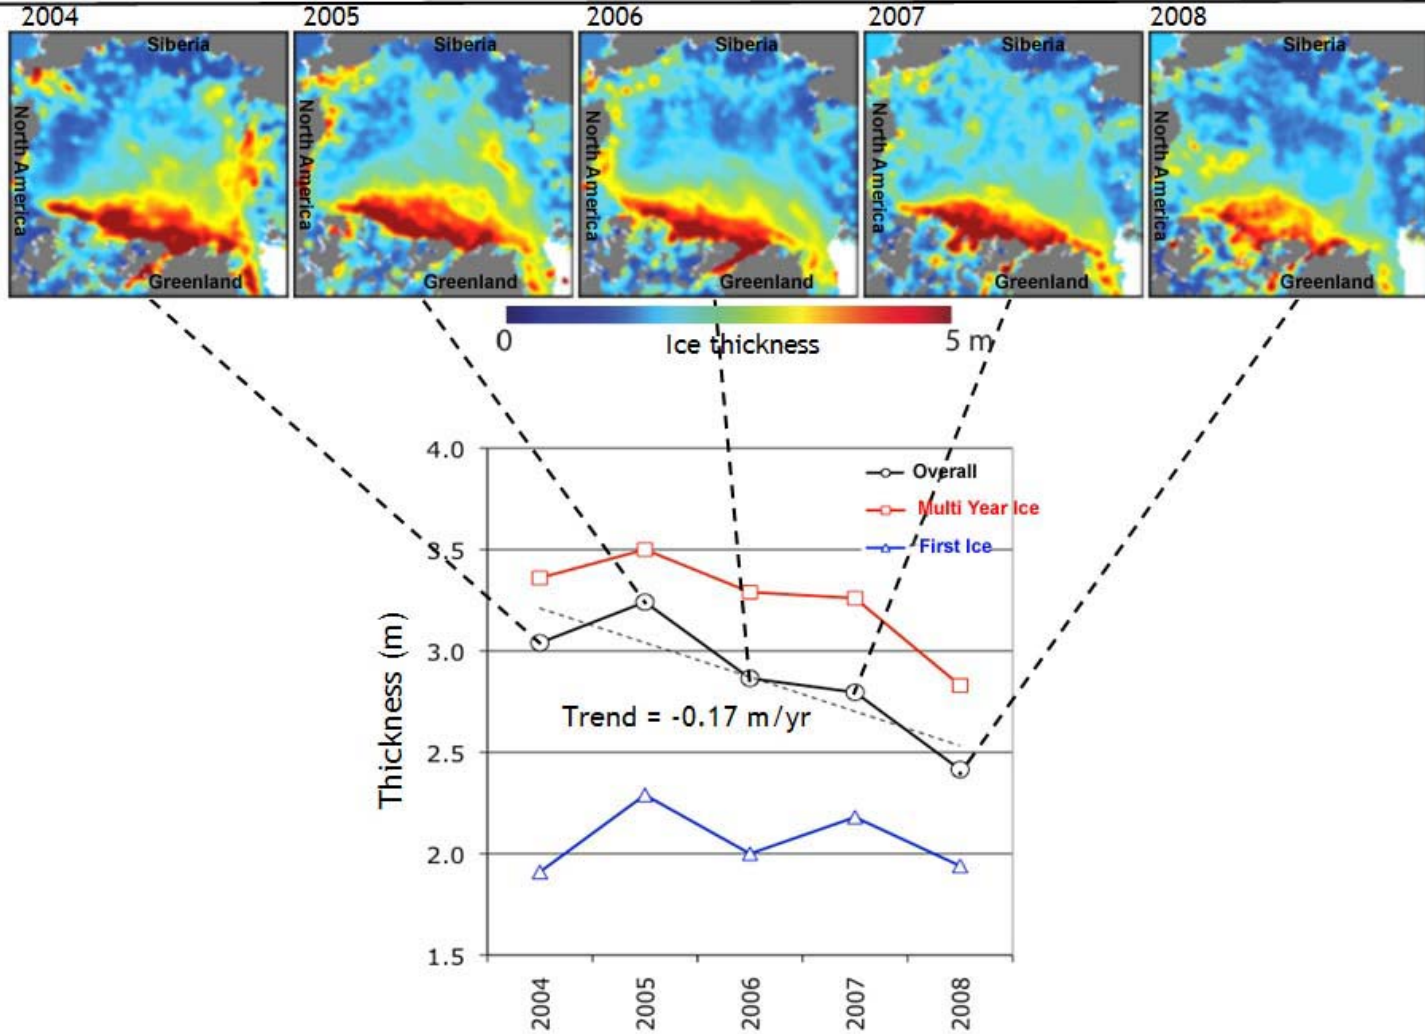 2004 2005 2006 2007 2008
Siberia Siberia Siberia Siberia Siberia
North America North America North America North America North America
Greenland Greenland Greenland Greenland Greenland
0 Ice thickness 5 m
4.0
Overall
Multi Year Ice
3.5
First Ice
Thickness (m)
3.0
Trend = -0.17 m/yr
2.5
2.0
1.5
2004 2005 2006 2007 2008